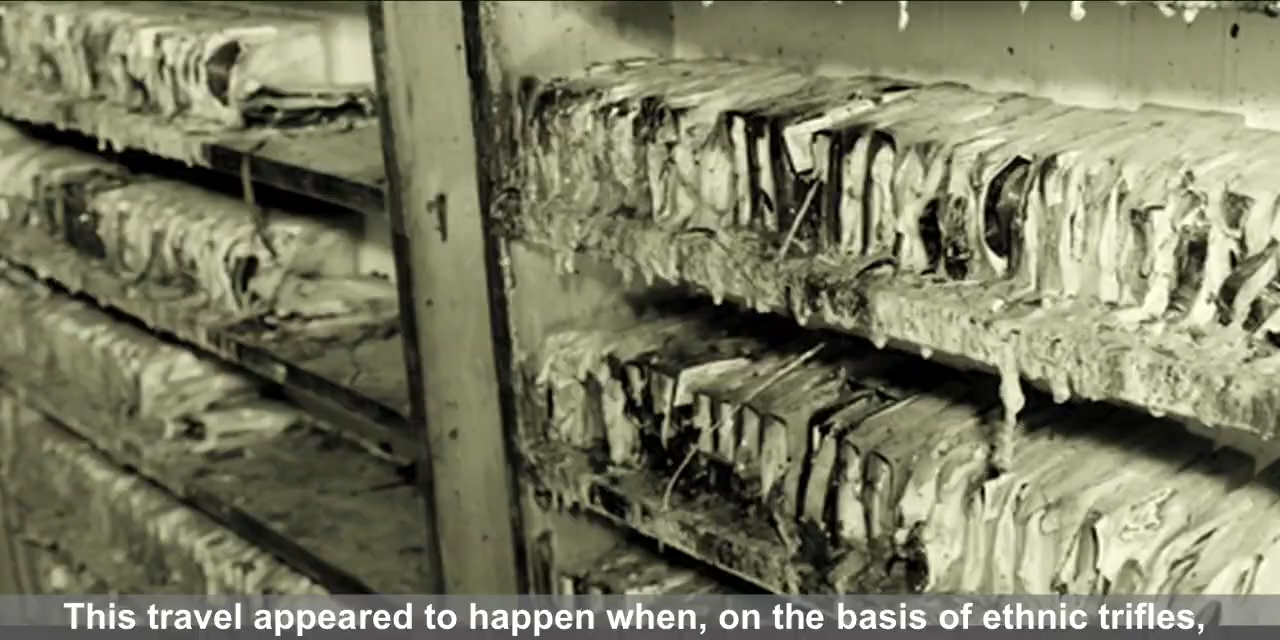 This travel appeared to happen when, on the basis of ethnic trifles,